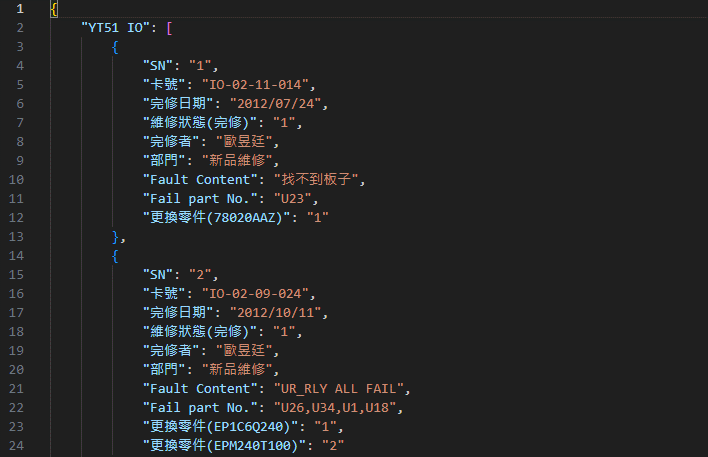 1 {
2 "YT51 IO": [
3 {
4 "SN": "1",
5 "卡號": "IO-02-11-014",
6 "完修日期": "2012/07/24",
7 "維修狀態(完修)": "1",
8 "完修者": "歐昱廷",
9 "部門": "新品維修",
10 "Fault Content": "找不到板子",
11 "Fail part No.": "U23",
12 "更換零件(78020AAZ)": "1"
13 },
14 {
15 "SN": "2",
16 "卡號": "IO-02-09-024",
17 "完修日期": "2012/10/11",
18 "維修狀態(完修)": "1",
19 "完修者": "歐昱廷",
20 "部門": "新品維修",
21 "Fault Content": "UR_RLY ALL FAIL",
22 "Fail part No.": "U26,U34,U1,U18",
23 "更換零件(EP1C6Q240)": "1",
24 "更換零件(EPM240T100)": "2"